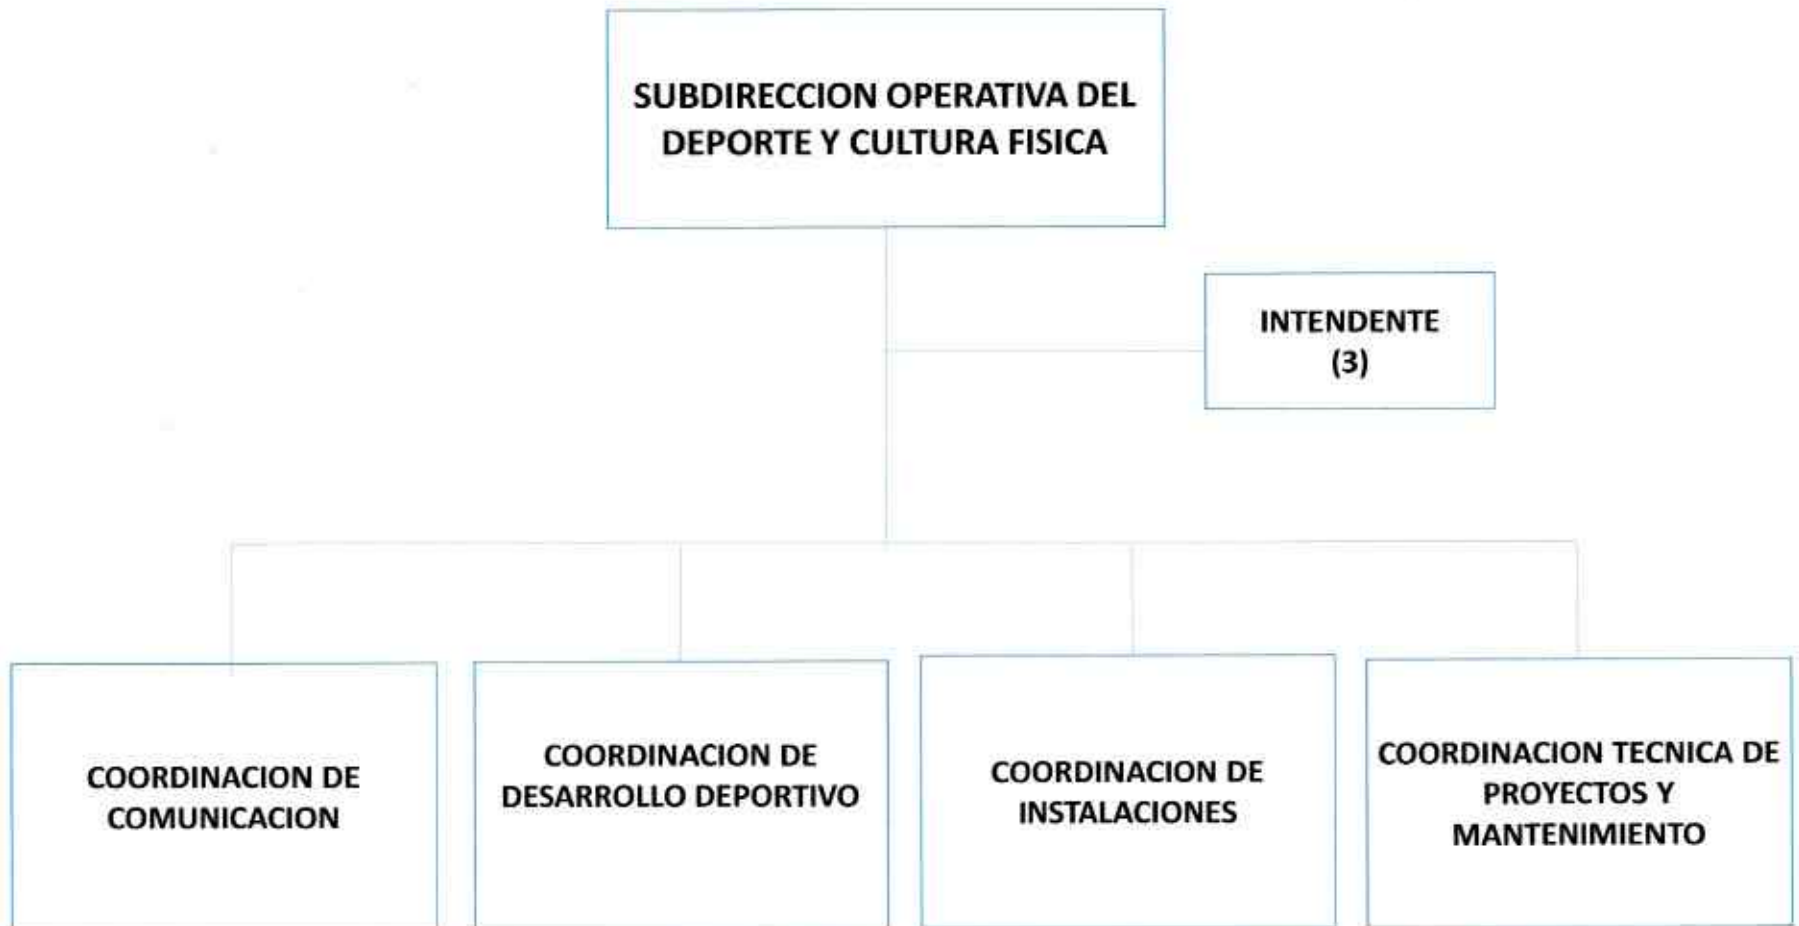 SUBDIRECCION OPERATIVA DEL
DEPORTE Y CULTURA FISICA
INTENDENTE
(3)
COORDINACION DE
COMUNICACION
COORDINACION DE
DESARROLLO DEPORTIVO
COORDINACION DE
INSTALACIONES
COORDINACION TECNICA DE
PROYECTOS Y
MANTENIMIENTO